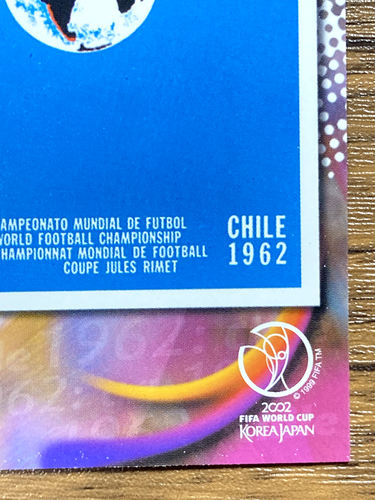 AMPEONATO MUNDIAL DE FUTBOL
WORLD FOOTBALL CHAMPIONSHIP
HAMPIONNAT MONDIAL DE FOOTBALL
COUPE JULES RIMET
CHILE
1962
1962
© 1999 FIFA TM
2002
FIFA WORLD CUP
KOREA JAPAN